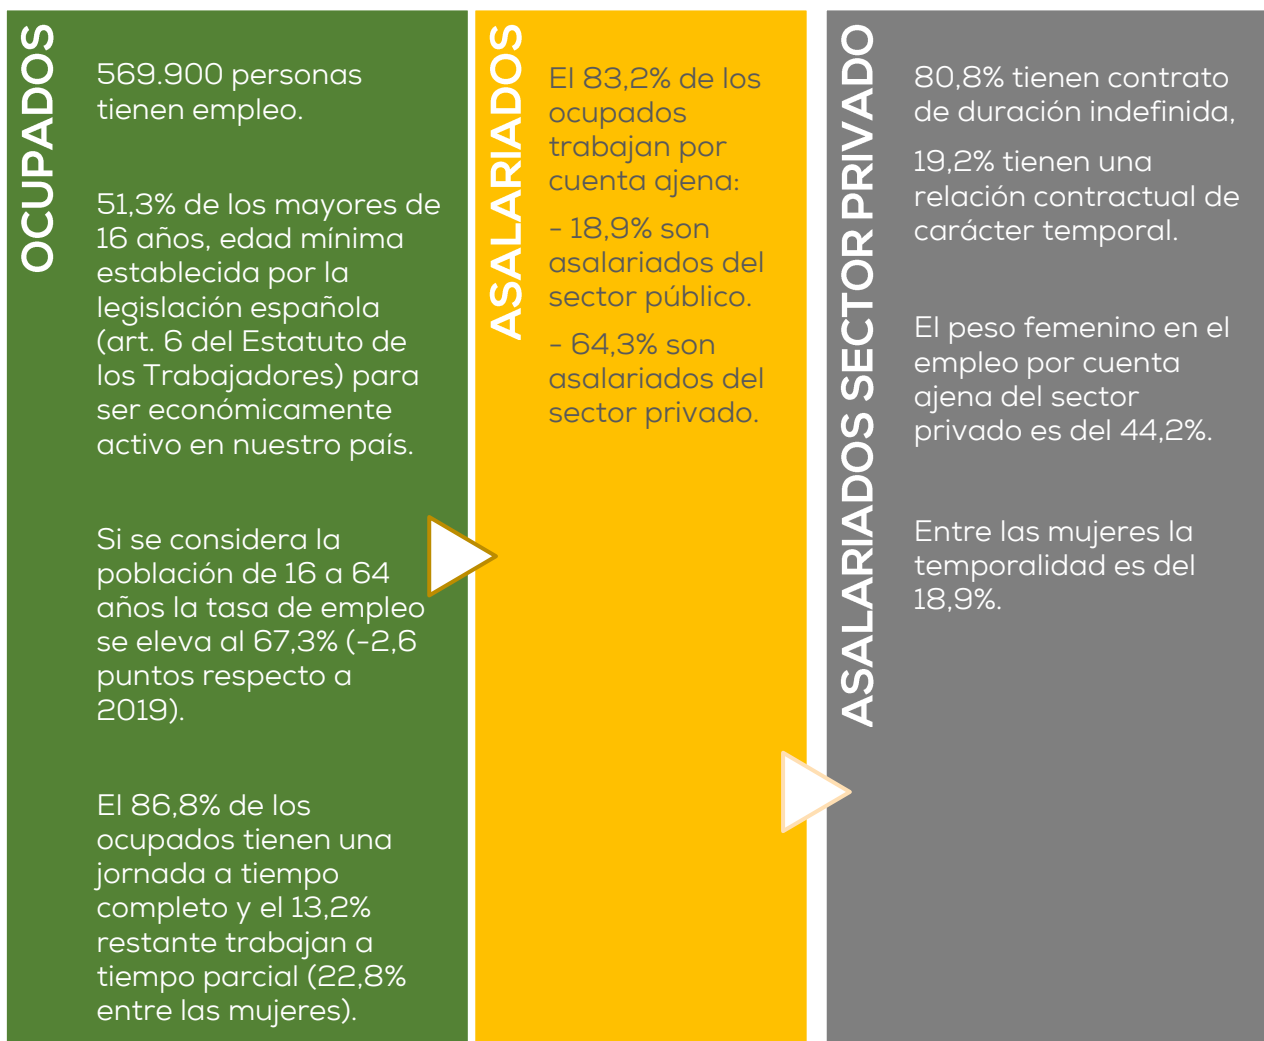 OCUPADOS
569.900 personas
tienen empleo.
51,3% de los mayores de
16 años, edad mínima
establecida por la
legislación española
(art. 6 del Estatuto de
los Trabajadores) para
ser económicamente
activo en nuestro país.
Si se considera la
población de 16 a 64
años la tasa de empleo
se eleva al 67,3% (-2,6
puntos respecto a
2019).
El 86,8% de los
ocupados tienen una
jornada a tiempo
completo y el 13,2%
restante trabajan a
tiempo parcial (22,8%
entre las mujeres).
ASALARIADOS
El 83,2% de los
ocupados
trabajan por
cuenta ajena:
- 18,9% son
asalariados del
sector público.
- 64,3% son
asalariados del
sector privado.
ASALARIADOS SECTOR PRIVADO
80,8% tienen contrato
de duración indefinida,
19,2% tienen una
relación contractual de
carácter temporal.
El peso femenino en el
empleo por cuenta
ajena del sector
privado es del 44,2%.
Entre las mujeres la
temporalidad es del
18,9%.